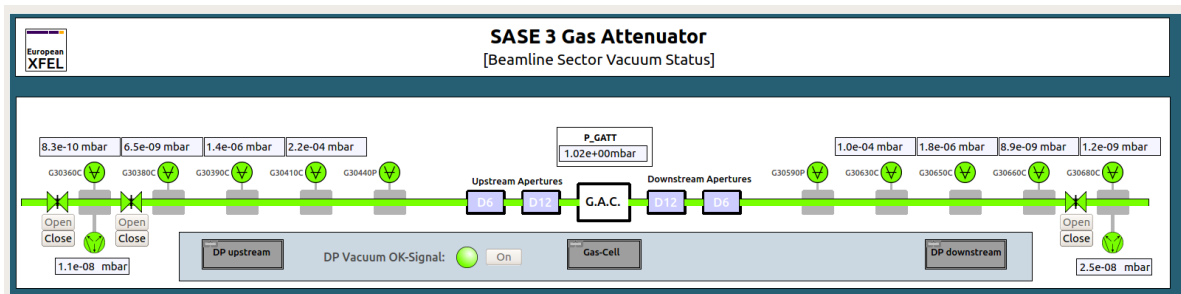 European
XFEL
SASE 3 Gas Attenuator
[Beamline Sector Vacuum Status]
P_GATT
1.02e+00mbar
8.3e-10 mbar 6.5e-09 mbar 1.4e-06 mbar 2.2e-04 mbar
1.0e-04 mbar 1.8e-06 mbar 8.9e-09 mbar 1.2e-09 mbar
G30360C G30380C G30390C G30410C G30440P
G30590P G30630C G30650C G30660C G30680C
Upstream Apertures Downstream Apertures
D6 D12 G.A.C. D12 D6
Open Open Open
Close Close Close
DP upstream DP Vacuum OK-Signal: On Gas-Cell DP downstream
1.1e-08 mbar 2.5e-08 mbar